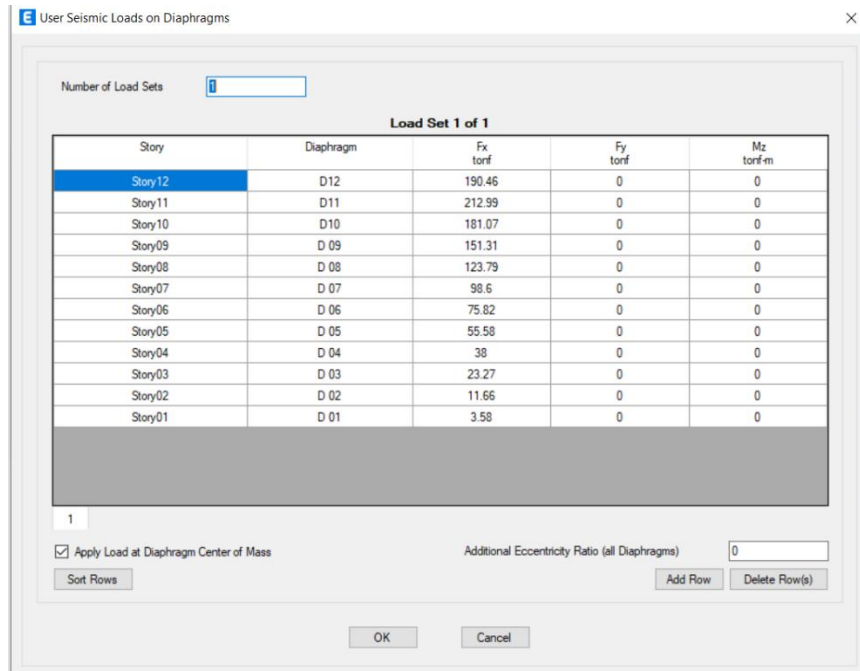 E User Seismic Loads on Diaphragms
Number of Load Sets 1
Load Set 1 of 1
Story Diaphragm Fx tonf Fy tonf Mz tonf-m
Story12 D12 190.46 0 0
Story11 D11 212.99 0 0
Story10 D10 181.07 0 0
Story09 D 09 151.31 0 0
Story08 D 08 123.79 0 0
Story07 D 07 98.6 0 0
Story06 D 06 75.82 0 0
Story05 D 05 55.58 0 0
Story04 D 04 38 0 0
Story03 D 03 23.27 0 0
Story02 D 02 11.66 0 0
Story01 D 01 3.58 0 0
1
Apply Load at Diaphragm Center of Mass Additional Eccentricity Ratio (all Diaphragms) 0
Sort Rows Add Row Delete Row(s)
OK Cancel